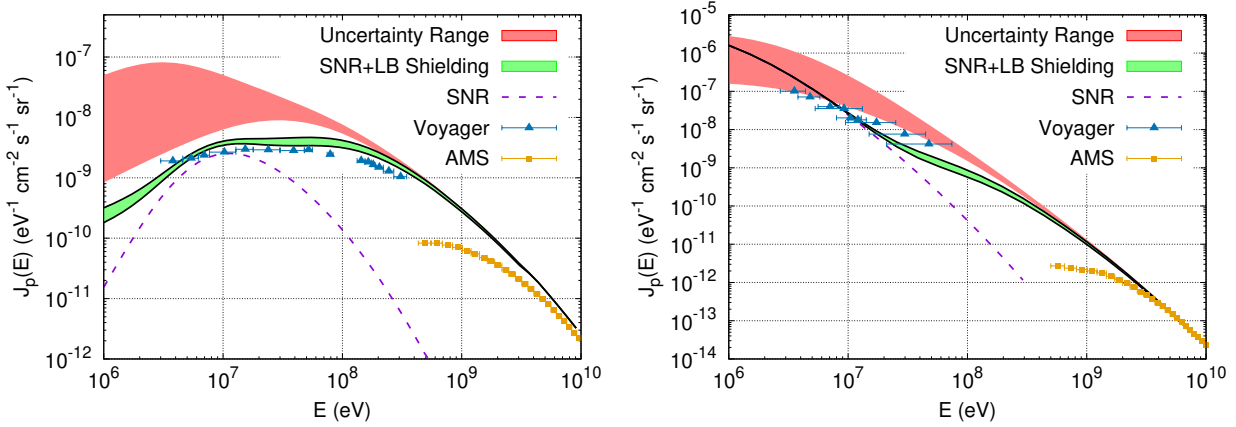 J_p(E) (eV^-1 cm^-2 s^-1 sr^-1)
10^-7
10^-8
10^-9
10^-10
10^-11
10^-12
Uncertainty Range
SNR+LB Shielding
SNR
Voyager
AMS
10^6 10^7 10^8 10^9 10^10
E (eV)
J_p(E) (eV^-1 cm^-2 s^-1 sr^-1)
10^-5
10^-6
10^-7
10^-8
10^-9
10^-10
10^-11
10^-12
10^-13
10^-14
Uncertainty Range
SNR+LB Shielding
SNR
Voyager
AMS
10^6 10^7 10^8 10^9 10^10
E (eV)